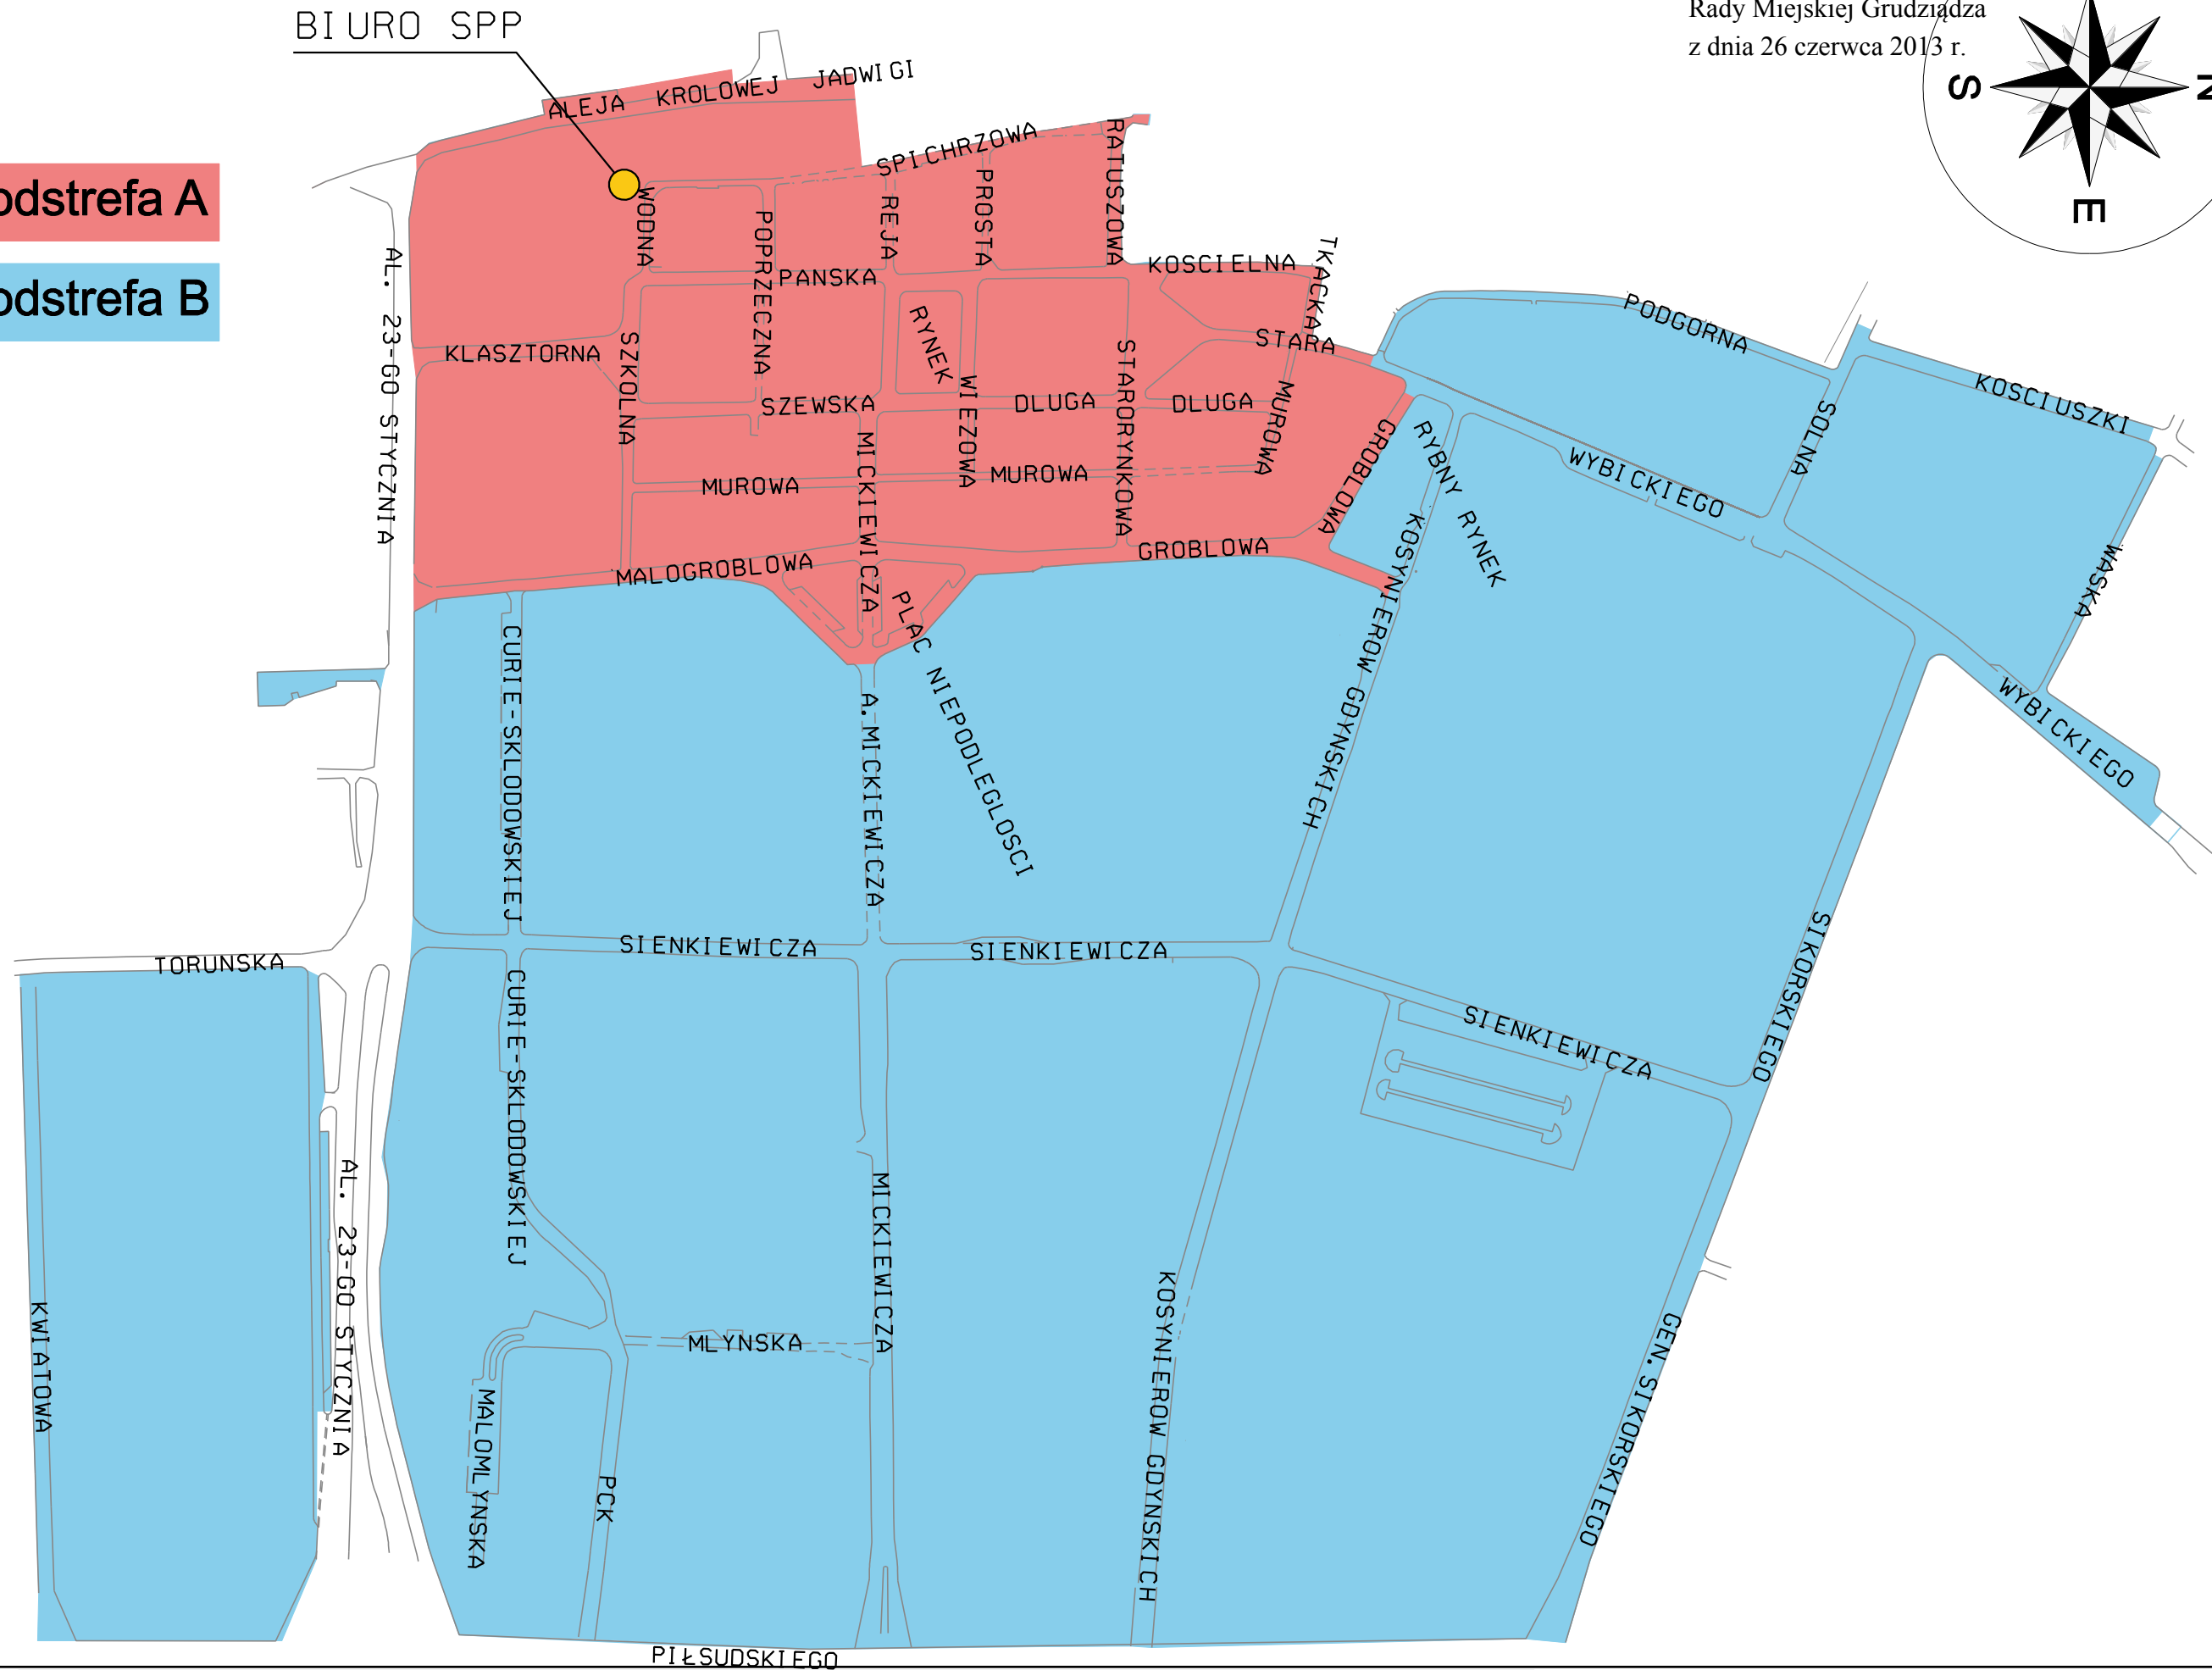 BIURO SPP
Rady Miejskiej Grudziądza
z dnia 26 czerwca 2013 r.
S
N
E
odstrefa A
odstrefa B
ALEJA KROLOWEJ JADWIGI
SPICHRZOWA
RATUSZOWA
WODNA
POPRZECZNA
REJA
PROSTA
PANSKA
KOSCIELNA
TKACKA
AL. 23-GO STYCZNIA
KLASZTORNA
SZKOLNA
RYNEK
WIEZOWA
STARORYNKOWA
STARA
SZEWSKA
DLUGA
DLUGA
MUROWA
MUROWA
MUROWA
MICKIEWICZA
GROBLOWA
GROBLOWA
MALOGROBLOWA
PLAC NIEPODLEGLOSCI
RYBNY RYNEK
PODGORNA
KOSCIUSZKI
SOLNA
WYBICKIEGO
WASKA
WYBICKIEGO
KOSYNIEROW GDYNSKICH
CURIE-SKLODOWSKIEJ
A.MICKIEWICZA
SIENKIEWICZA
SIENKIEWICZA
SIENKIEWICZA
SIKORSKIEGO
TORUNSKA
CURIE-SKLODOWSKIEJ
AL. 23-GO STYCZNIA
KWIATOWA
MICKIEWICZA
MLYNSKA
MALOMLYNSKA
PCK
KOSYNIEROW GDYNSKICH
GEN.SIKORSKIEGO
PIŁSUDSKIEGO